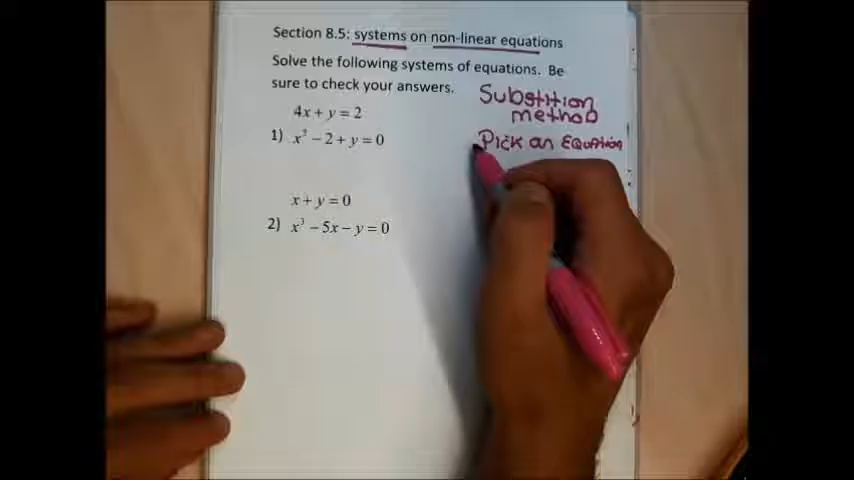 Section 8.5: systems on non-linear equations
Solve the following systems of equations. Be
sure to check your answers.
Substition
method
4x + y = 2
1) x² − 2 + y = 0
Pick an Equation
x + y = 0
2) x³ − 5x − y = 0